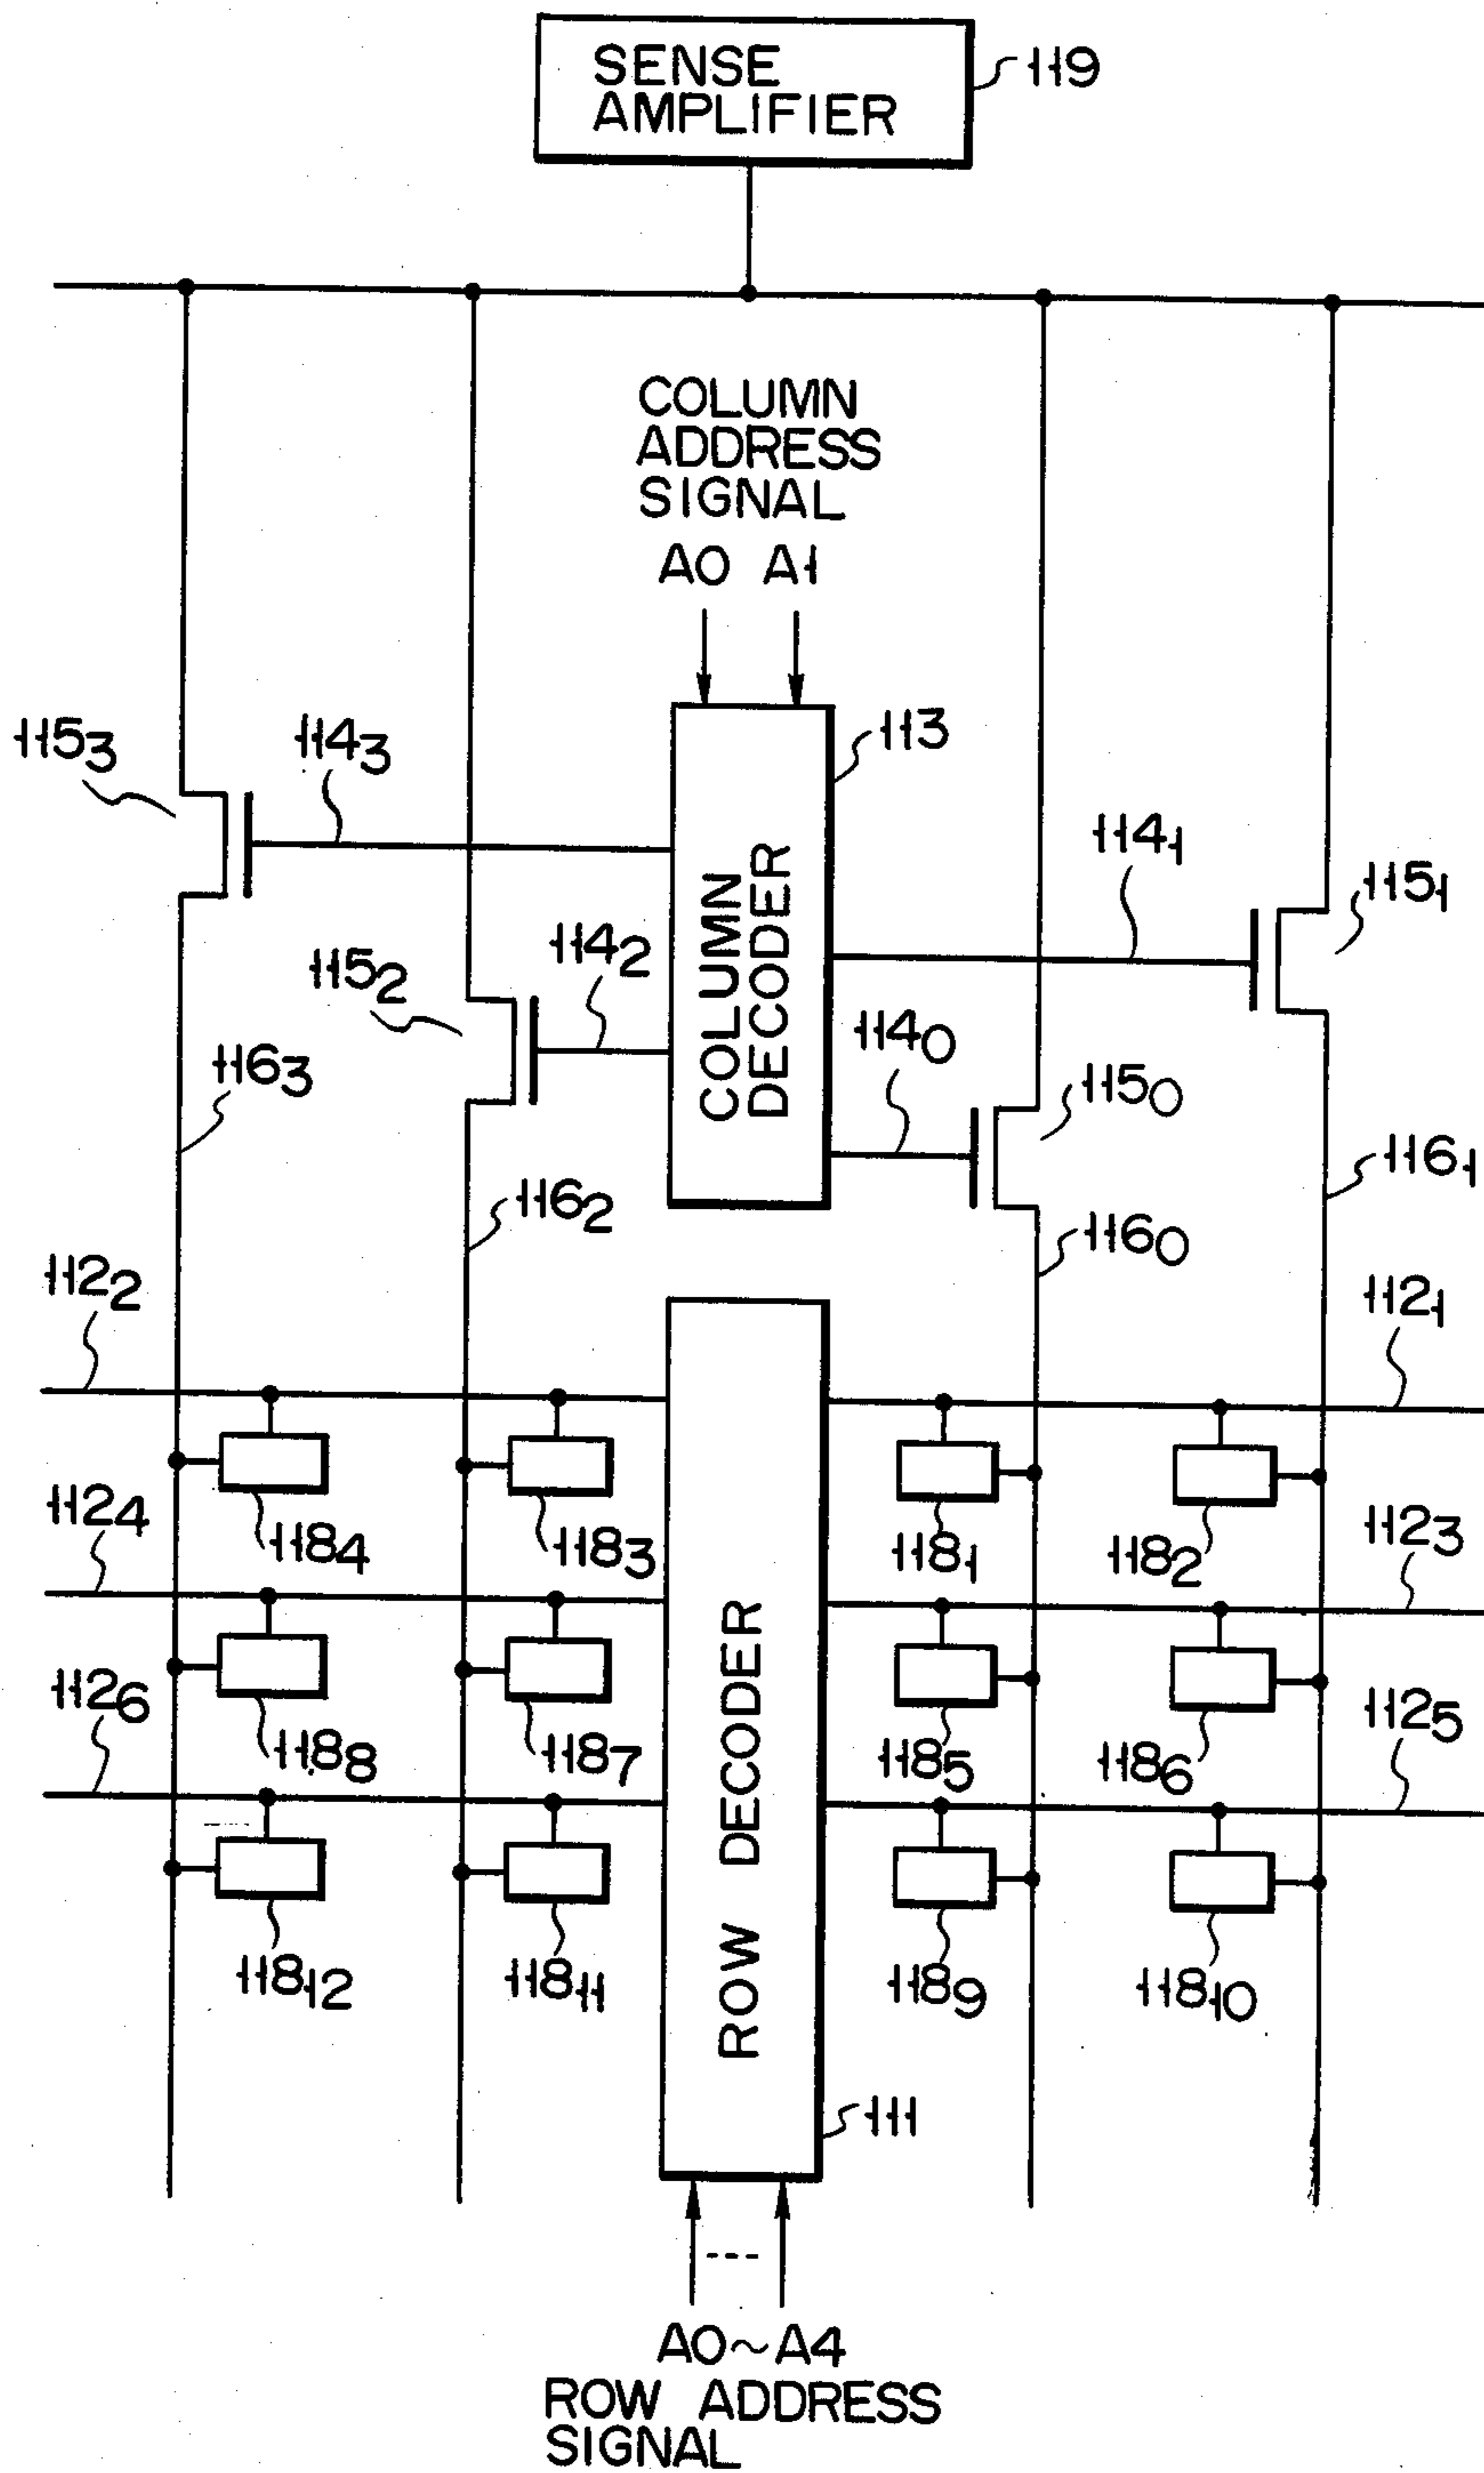 SENSE
AMPLIFIER
119
COLUMN
ADDRESS
SIGNAL
A0 A1
113
115₃
114₃
114₁
115₁
COLUMN
DECODER
115₂
114₂
114₀
116₃
115₀
116₁
116₂
116₀
112₂
112₁
118₄
118₃
118₁
118₂
112₄
112₃
ROW DECODER
118₈
118₇
118₅
118₆
112₆
112₅
118₁₂
118₁₁
118₉
118₁₀
111
A0~A4
ROW ADDRESS
SIGNAL